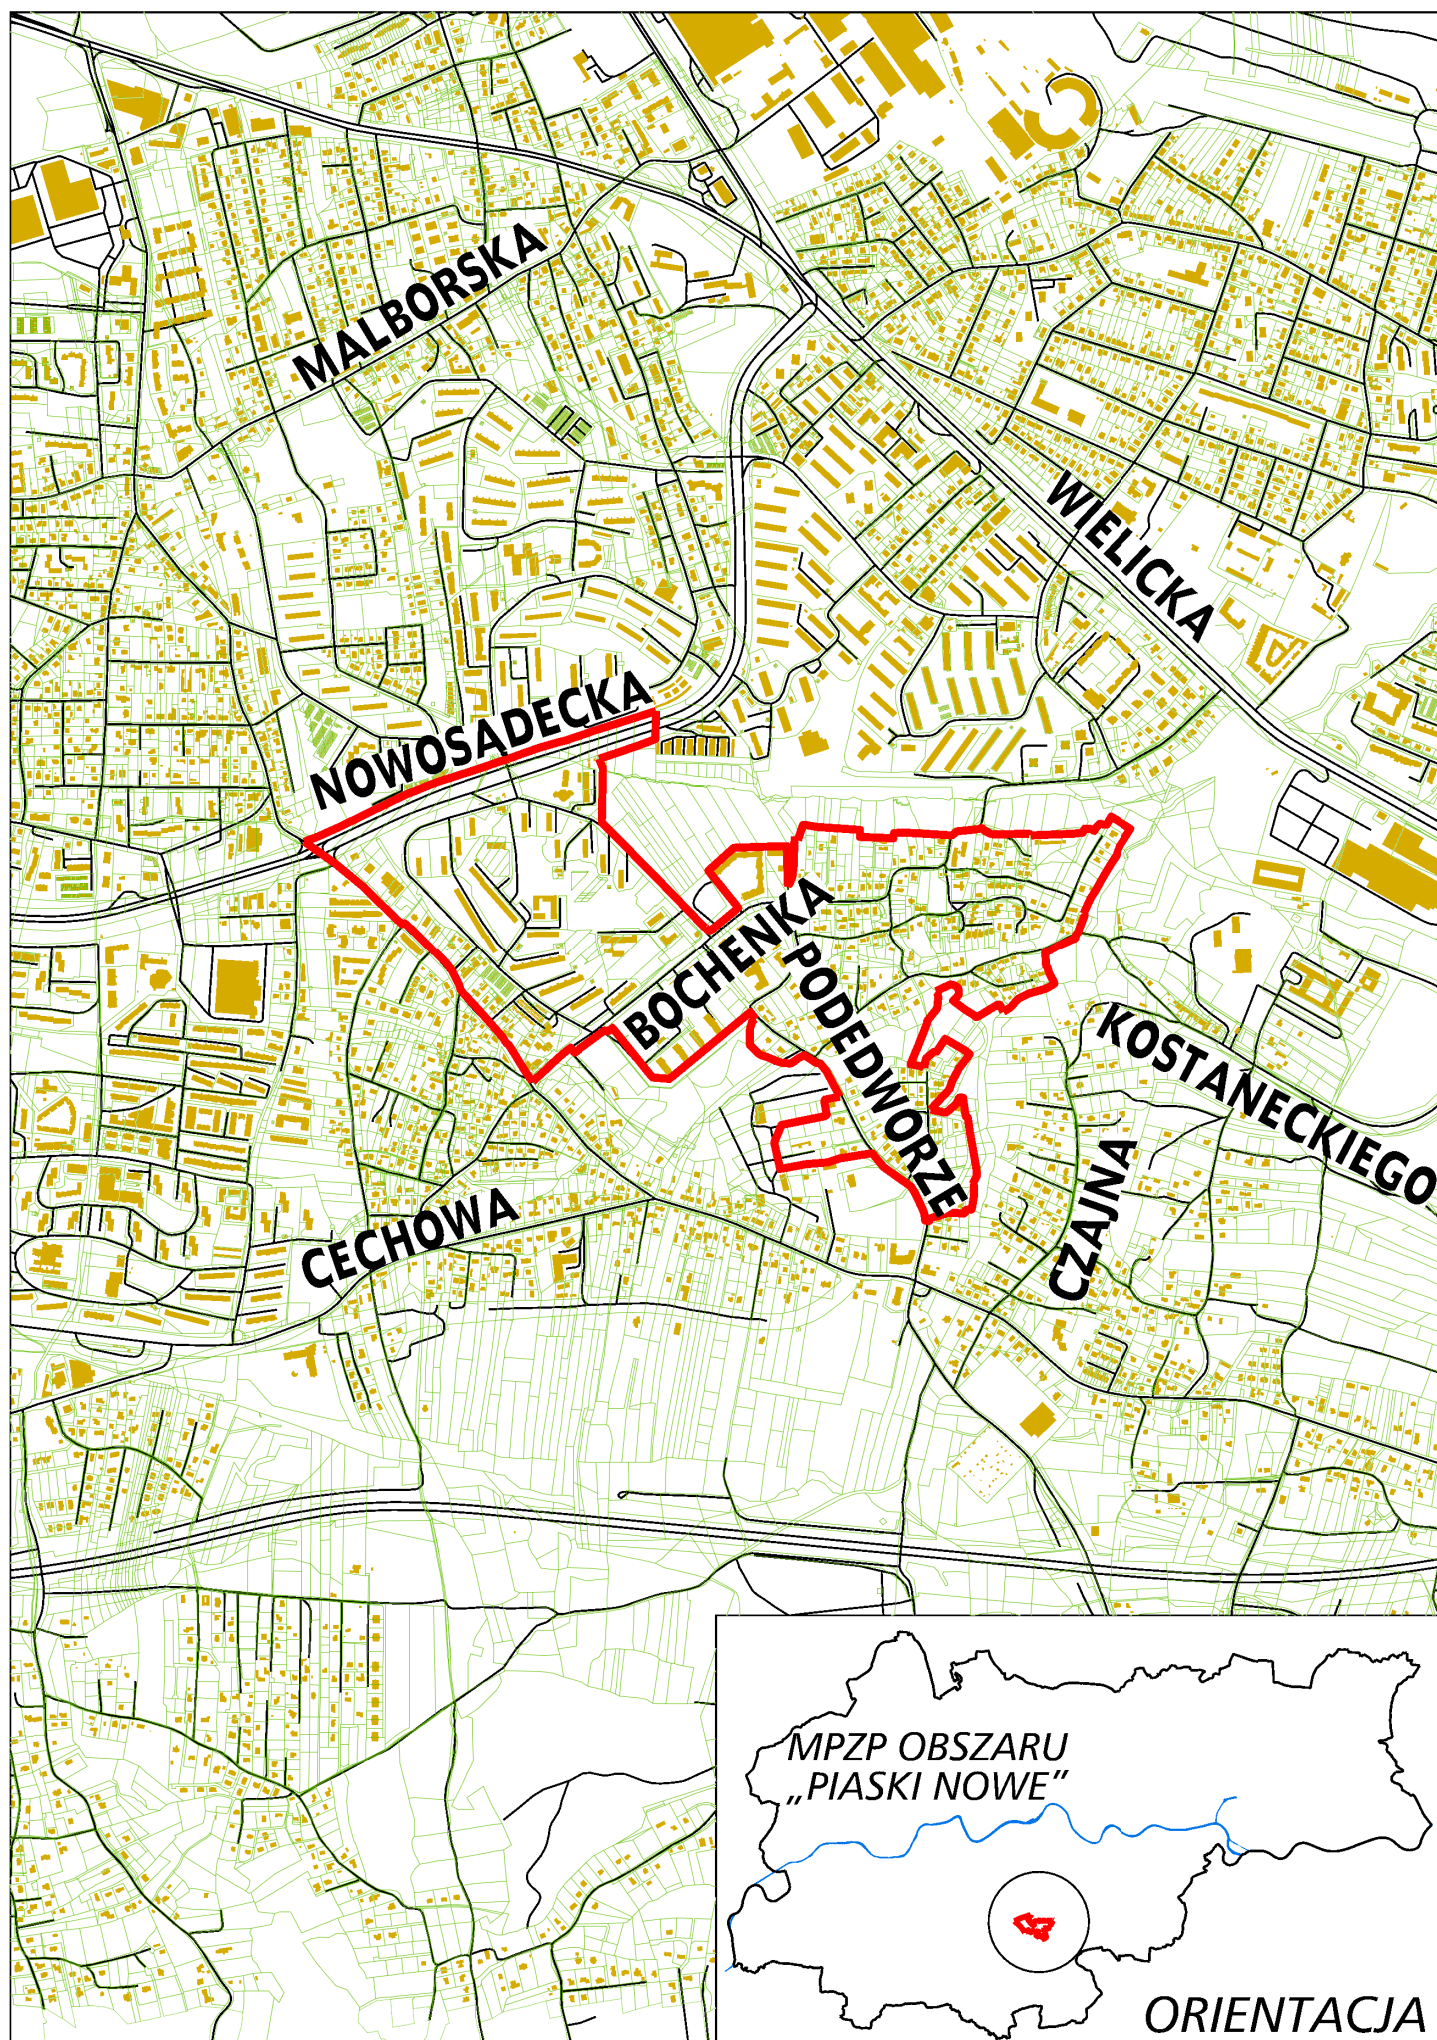 MALBORSKA
WIELICKA
NOWOSĄDECKA
BOCHENKA
PODEDWORZE
KOSTANECKIEGO
CZAJNA
CECHOWA
MPZP OBSZARU
„PIASKI NOWE”
ORIENTACJA